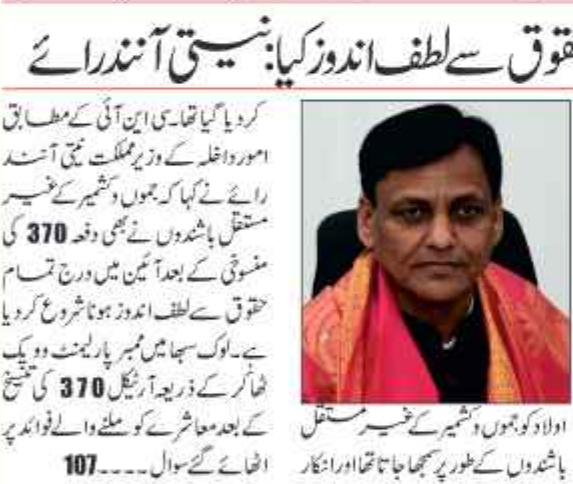 قوق سے لطف اندوز کیا: نیستی آنند رائے
اولاد کو جموں و کشمیر کے غیر مستقل
باشندوں کے طور پر سمجھا جاتا تھا اور انکار
کر دیا گیا تھا۔ سی این آئی کے مطابق
امور داخلہ کے وزیر مملکت نیتی آنند
رائے نے کہا کہ جموں و کشمیر کے غیر
مستقل باشندوں نے بھی دفعہ 370 کی
منسوخی کے بعد آئین میں درج تمام
حقوق سے لطف اندوز ہونا شروع کر دیا
ہے۔ لوک سبھا میں ممبر پارلیمنٹ وویک
ٹھاکر کے ذریعہ آرٹیکل 370 کی تنسیخ
کے بعد معاشرے کو ملنے والے فوائد پر
اٹھائے گئے سوال ۔۔۔۔107